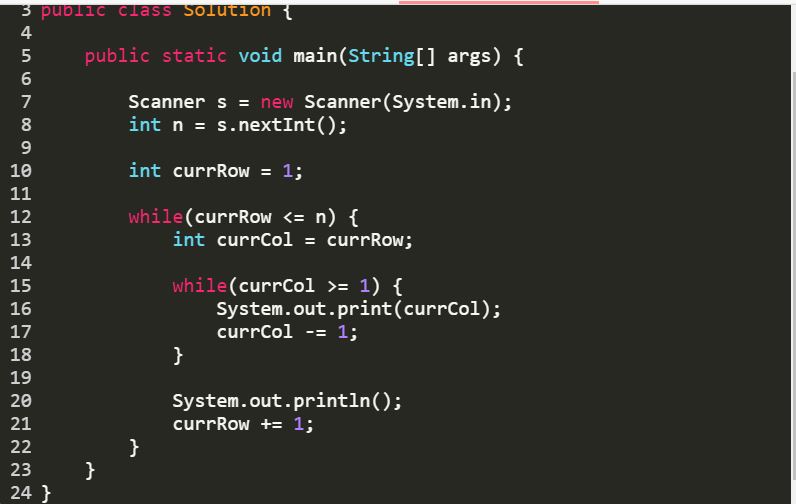 3 public class Solution {
4
5 public static void main(String[] args) {
6
7 Scanner s = new Scanner(System.in);
8 int n = s.nextInt();
9
10 int currRow = 1;
11
12 while(currRow <= n) {
13 int currCol = currRow;
14
15 while(currCol >= 1) {
16 System.out.print(currCol);
17 currCol -= 1;
18 }
19
20 System.out.println();
21 currRow += 1;
22 }
23 }
24 }